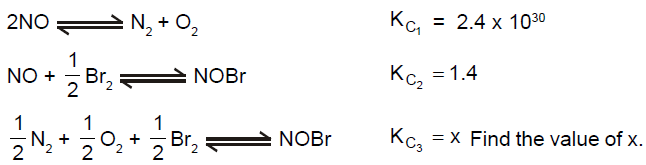 2NO ⇌ N₂ + O₂ K_C₁ = 2.4 x 10³⁰
NO + 1/2 Br₂ ⇌ NOBr K_C₂ = 1.4
1/2 N₂ + 1/2 O₂ + 1/2 Br₂ ⇌ NOBr K_C₃ = x Find the value of x.